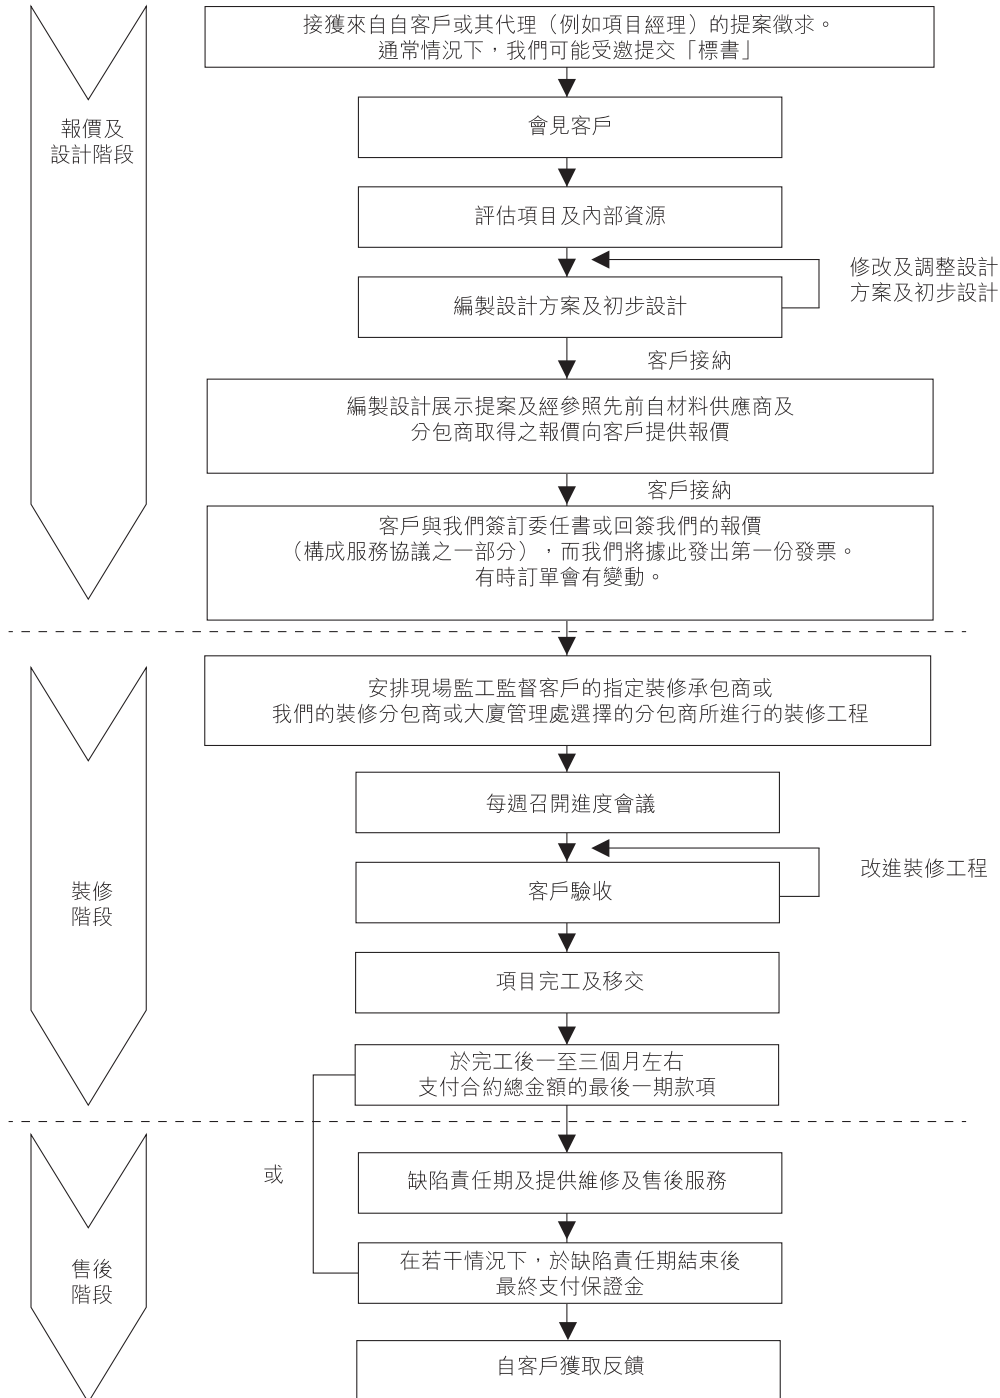 接獲來自自客戶或其代理（例如項目經理）的提案徵求。
通常情況下，我們可能受邀提交「標書」
報價及
設計階段
會見客戶
評估項目及內部資源
修改及調整設計
方案及初步設計
編製設計方案及初步設計
客戶接納
編製設計展示提案及經參照先前自材料供應商及
分包商取得之報價向客戶提供報價
客戶接納
客戶與我們簽訂委任書或回簽我們的報價
（構成服務協議之一部分），而我們將據此發出第一份發票。
有時訂單會有變動。
安排現場監工監督客戶的指定裝修承包商或
我們的裝修分包商或大廈管理處選擇的分包商所進行的裝修工程
每週召開進度會議
改進裝修工程
裝修
階段
客戶驗收
項目完工及移交
於完工後一至三個月左右
支付合約總金額的最後一期款項
或
缺陷責任期及提供維修及售後服務
售後
階段
在若干情況下，於缺陷責任期結束後
最終支付保證金
自客戶獲取反饋